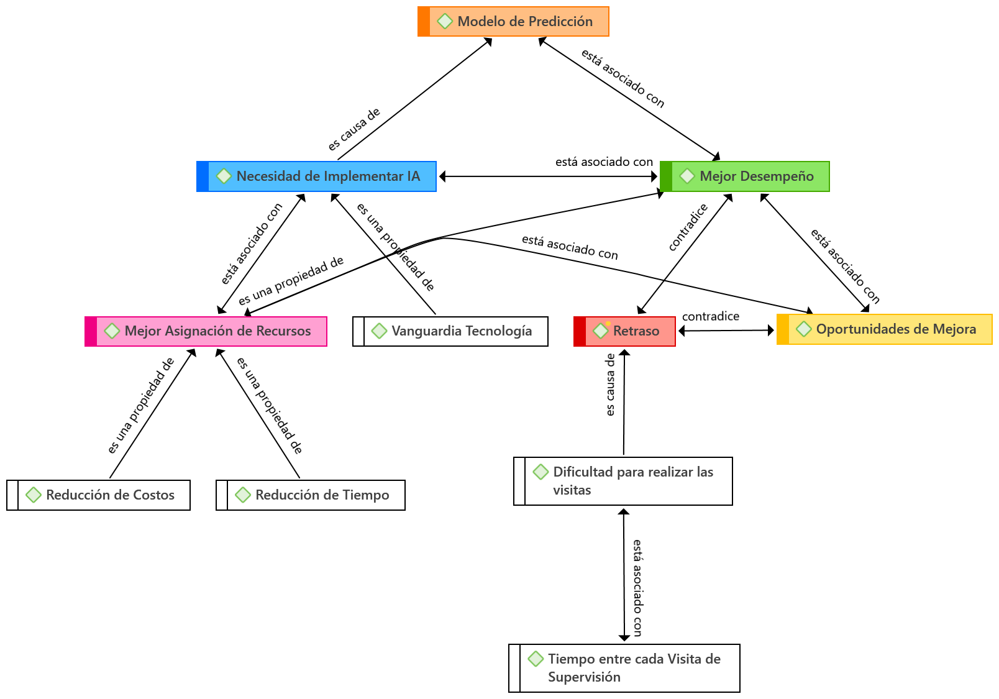 Modelo de Predicción
está asociado con
es causa de
está asociado con
Necesidad de Implementar IA
Mejor Desempeño
está asociado con
es una propiedad de
contradice
está asociado con
está asociado con
es una propiedad de
contradice
Mejor Asignación de Recursos
Vanguardia Tecnología
Retraso
Oportunidades de Mejora
es una propiedad de
es una propiedad de
es causa de
Dificultad para realizar las
visitas
Reducción de Costos
Reducción de Tiempo
está asociado con
Tiempo entre cada Visita de
Supervisión